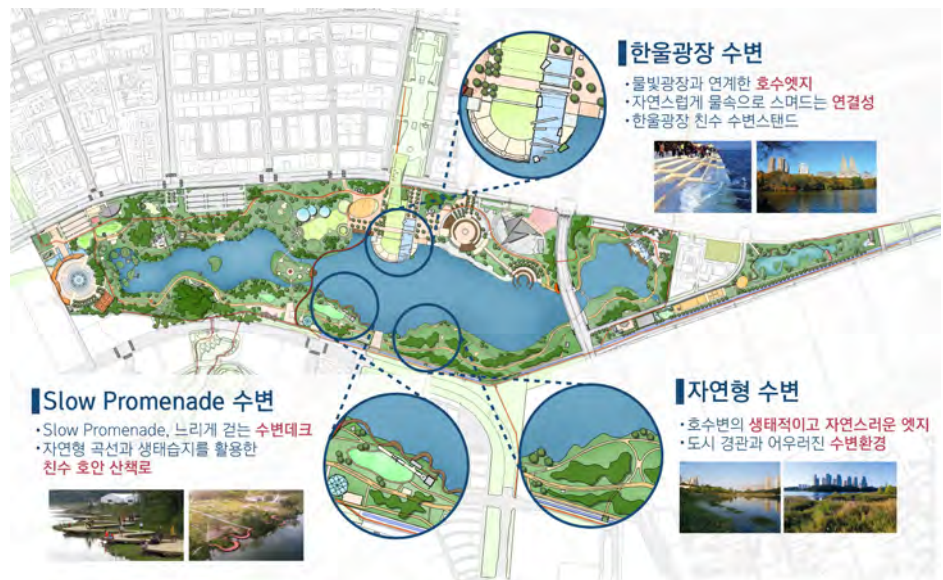 한울광장 수변
•물빛광장과 연계한 호수엣지
•자연스럽게 물속으로 스며드는 연결성
•한울광장 친수 수변스탠드
Slow Promenade 수변
•Slow Promenade, 느리게 걷는 수변데크
•자연형 곡선과 생태습지를 활용한
친수 호안 산책로
자연형 수변
•호수변의 생태적이고 자연스러운 엣지
•도시 경관과 어우러진 수변환경